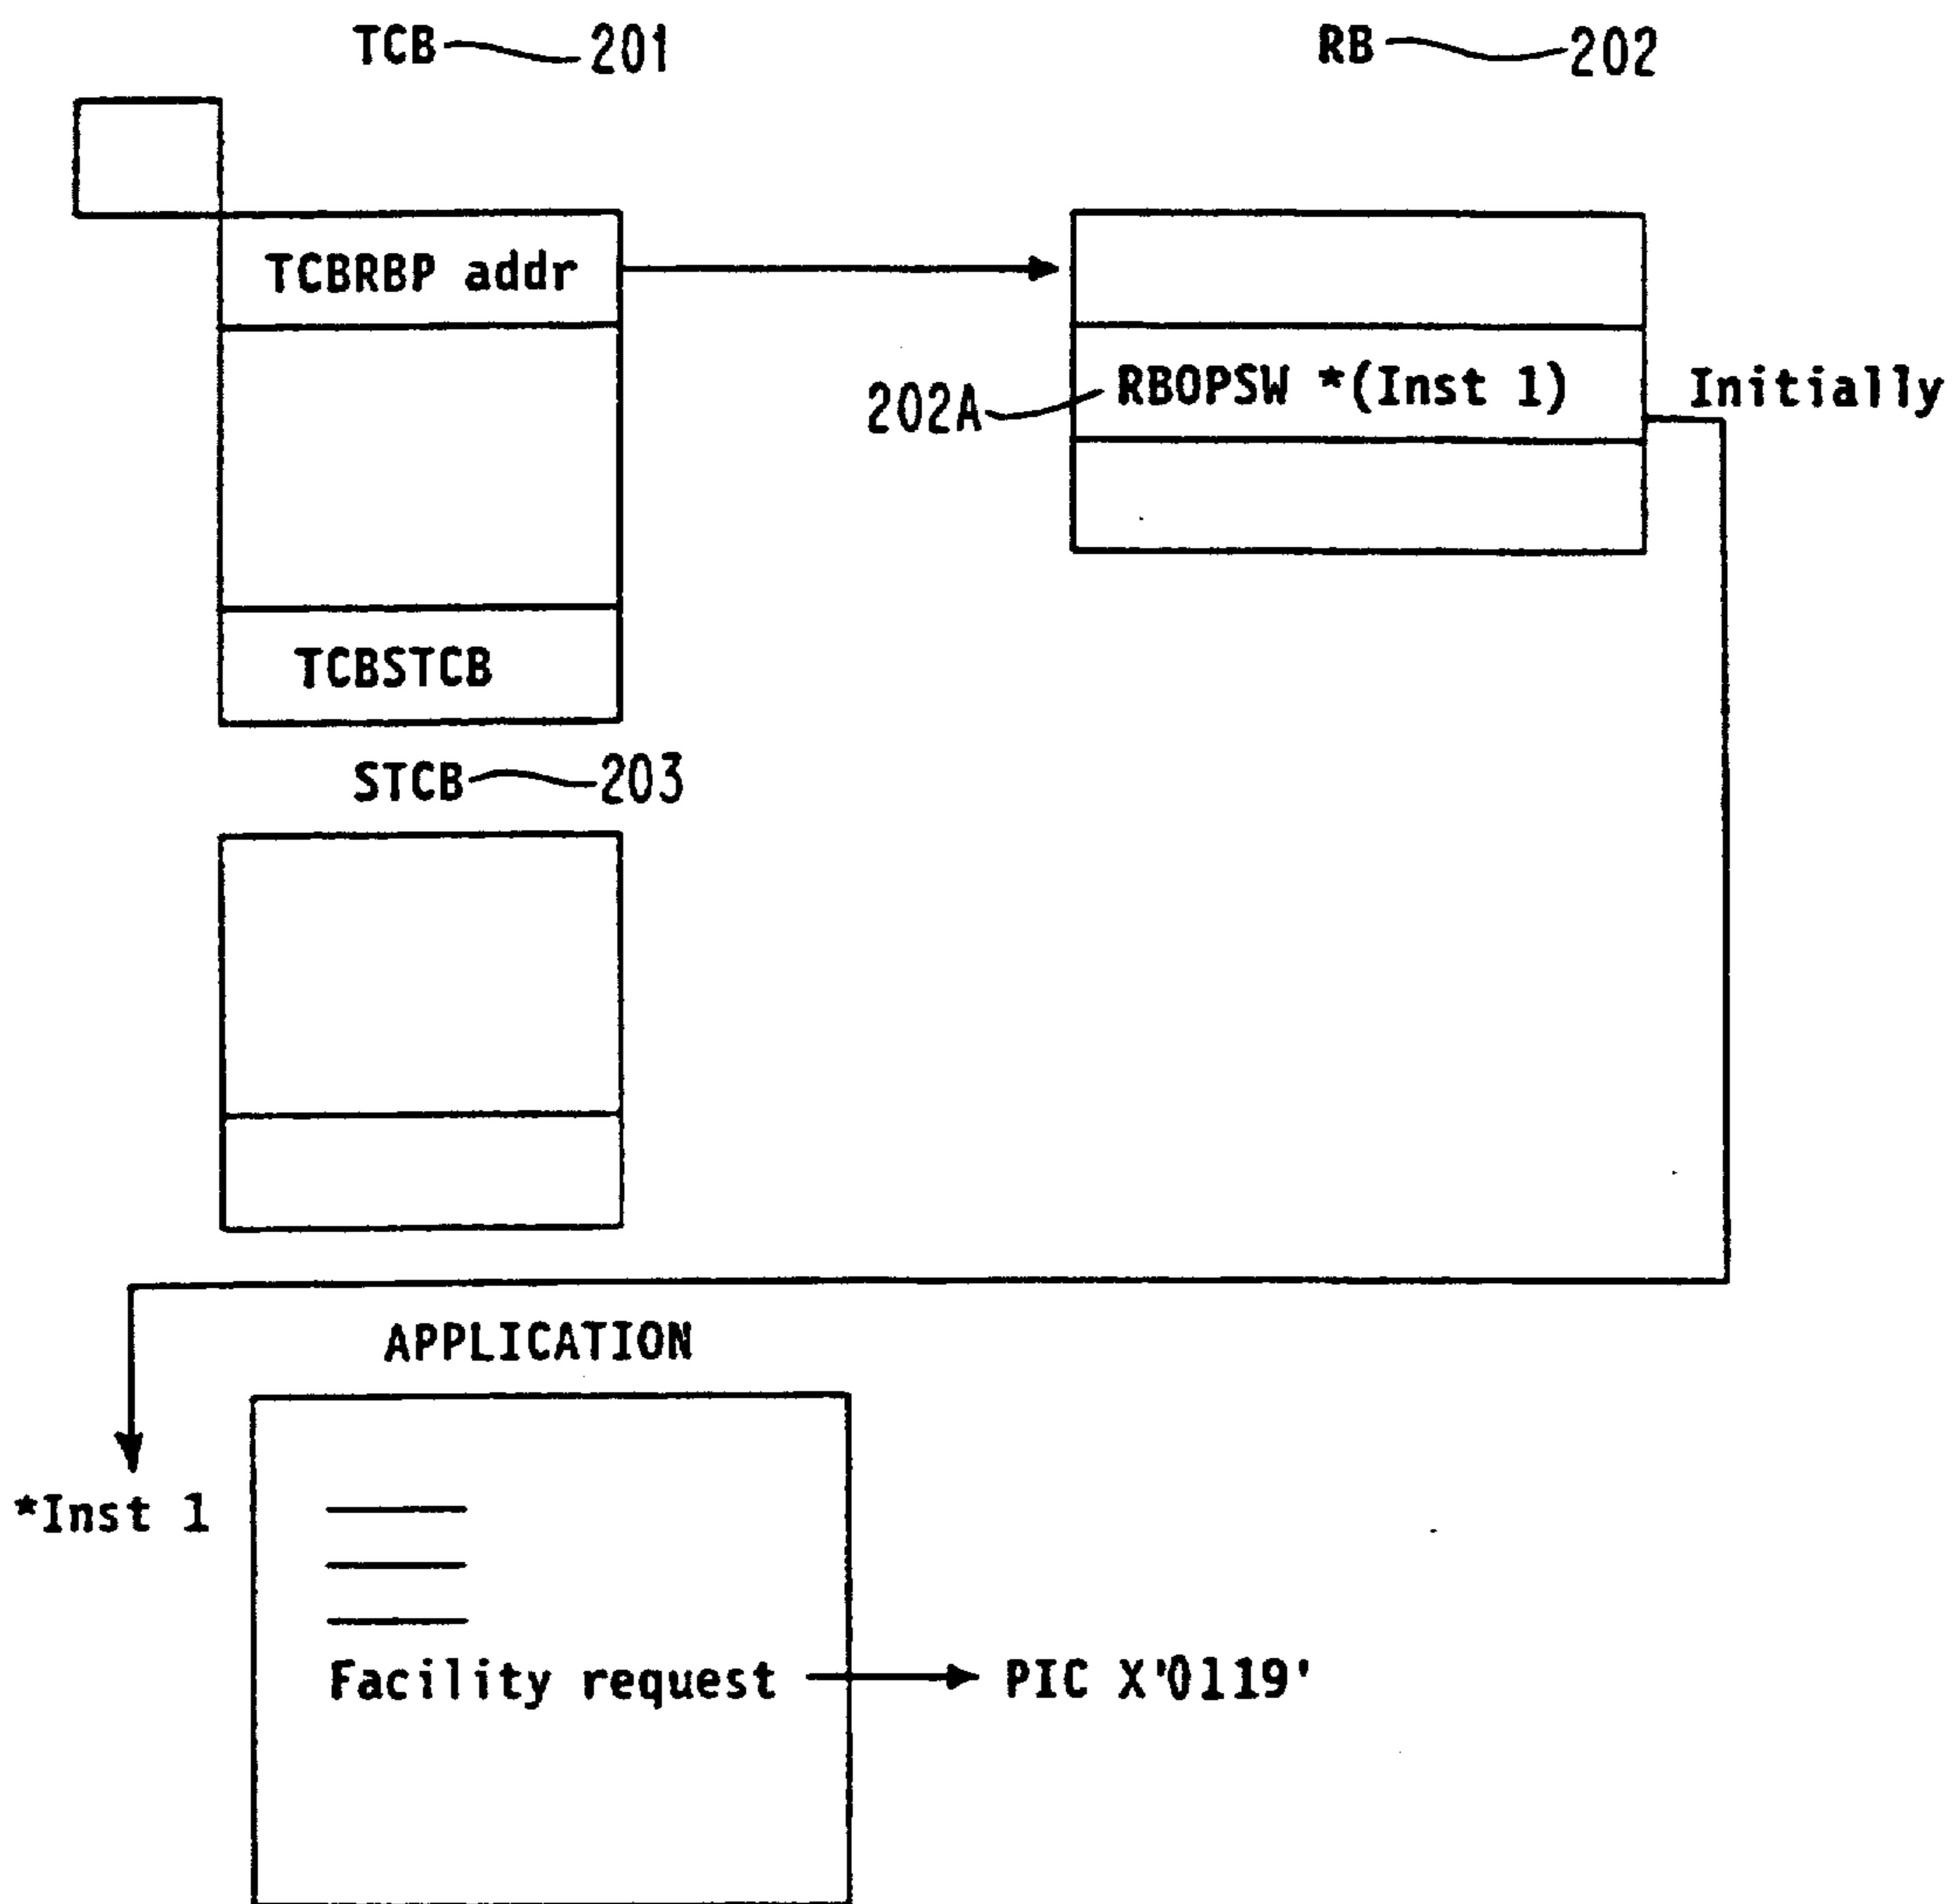 TCB 201
RB 202
TCBRBP addr
202A RBOPSW *(Inst 1) Initially
TCBSTCB
STCB 203
APPLICATION
*Inst 1
Facility request PIC X'0119'